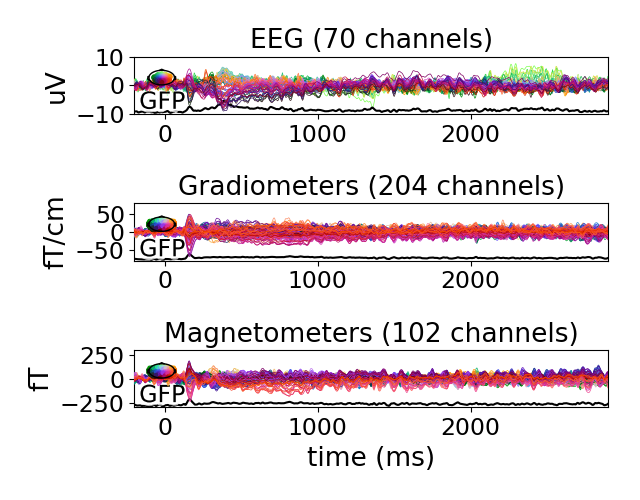 EEG (70 channels)
10
0
−10
uV
GFP
0
1000
2000
Gradiometers (204 channels)
50
0
−50
fT/cm
GFP
0
1000
2000
Magnetometers (102 channels)
250
0
−250
fT
GFP
0
1000
2000
time (ms)